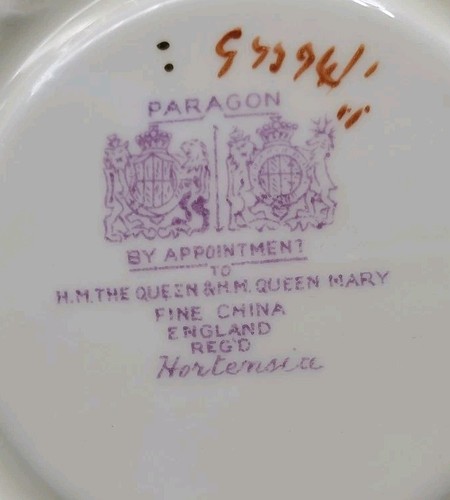 PARAGON
BY APPOINTMENT
TO
H.M. THE QUEEN & H.M. QUEEN MARY
FINE CHINA
ENGLAND
REG'D
Hortensia